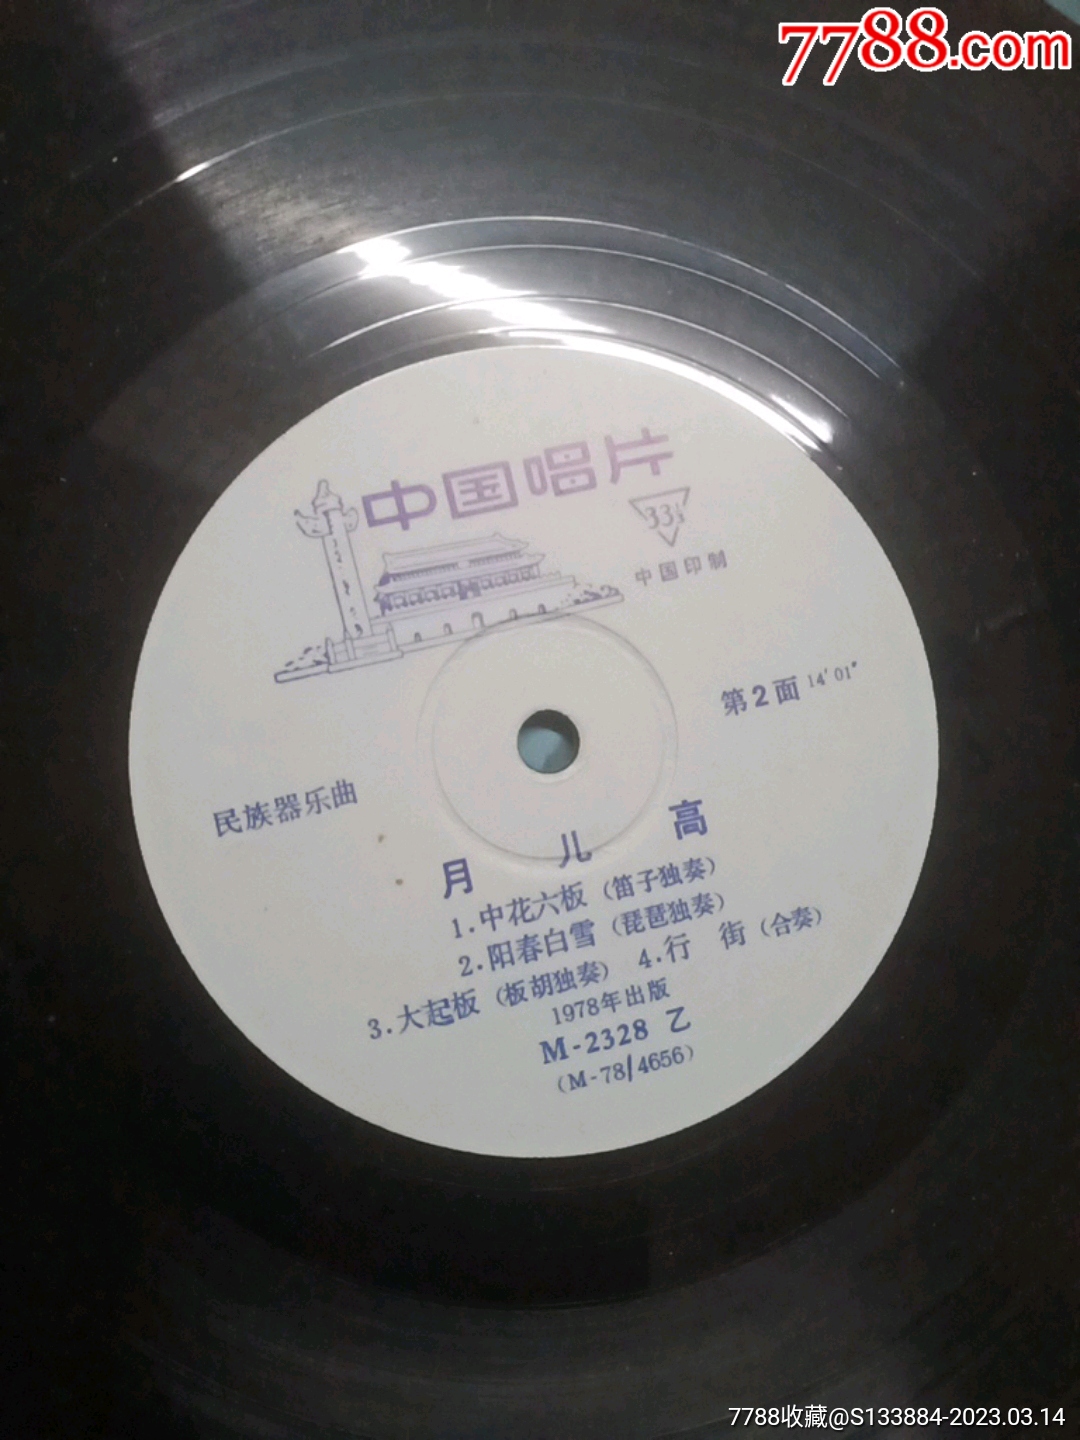 7788.com
中国唱片
33⅓
中国印制
第2面 14′01″
民族器乐曲
月儿高
1.中花六板（笛子独奏）
2.阳春白雪（琵琶独奏）
3.大起板（板胡独奏） 4.行 街（合奏）
1978年出版
M-2328 乙
(M-78/4656)
7788收藏@S133884-2023.03.14